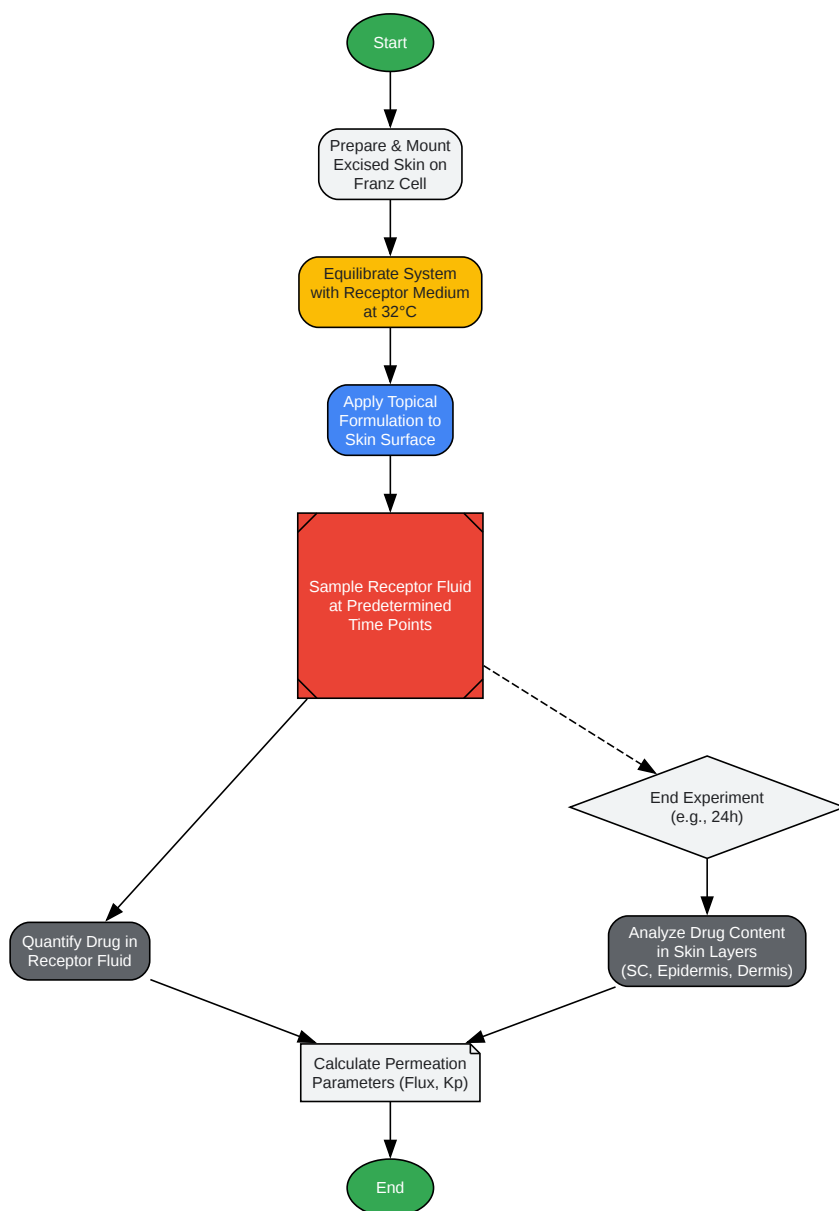 Start
Prepare & Mount
Excised Skin on
Franz Cell
Equilibrate System
with Receptor Medium
at 32°C
Apply Topical
Formulation to
Skin Surface
Sample Receptor Fluid
at Predetermined
Time Points
End Experiment
(e.g., 24h)
Quantify Drug in
Receptor Fluid
Analyze Drug Content
in Skin Layers
(SC, Epidermis, Dermis)
Calculate Permeation
Parameters (Flux, Kp)
End